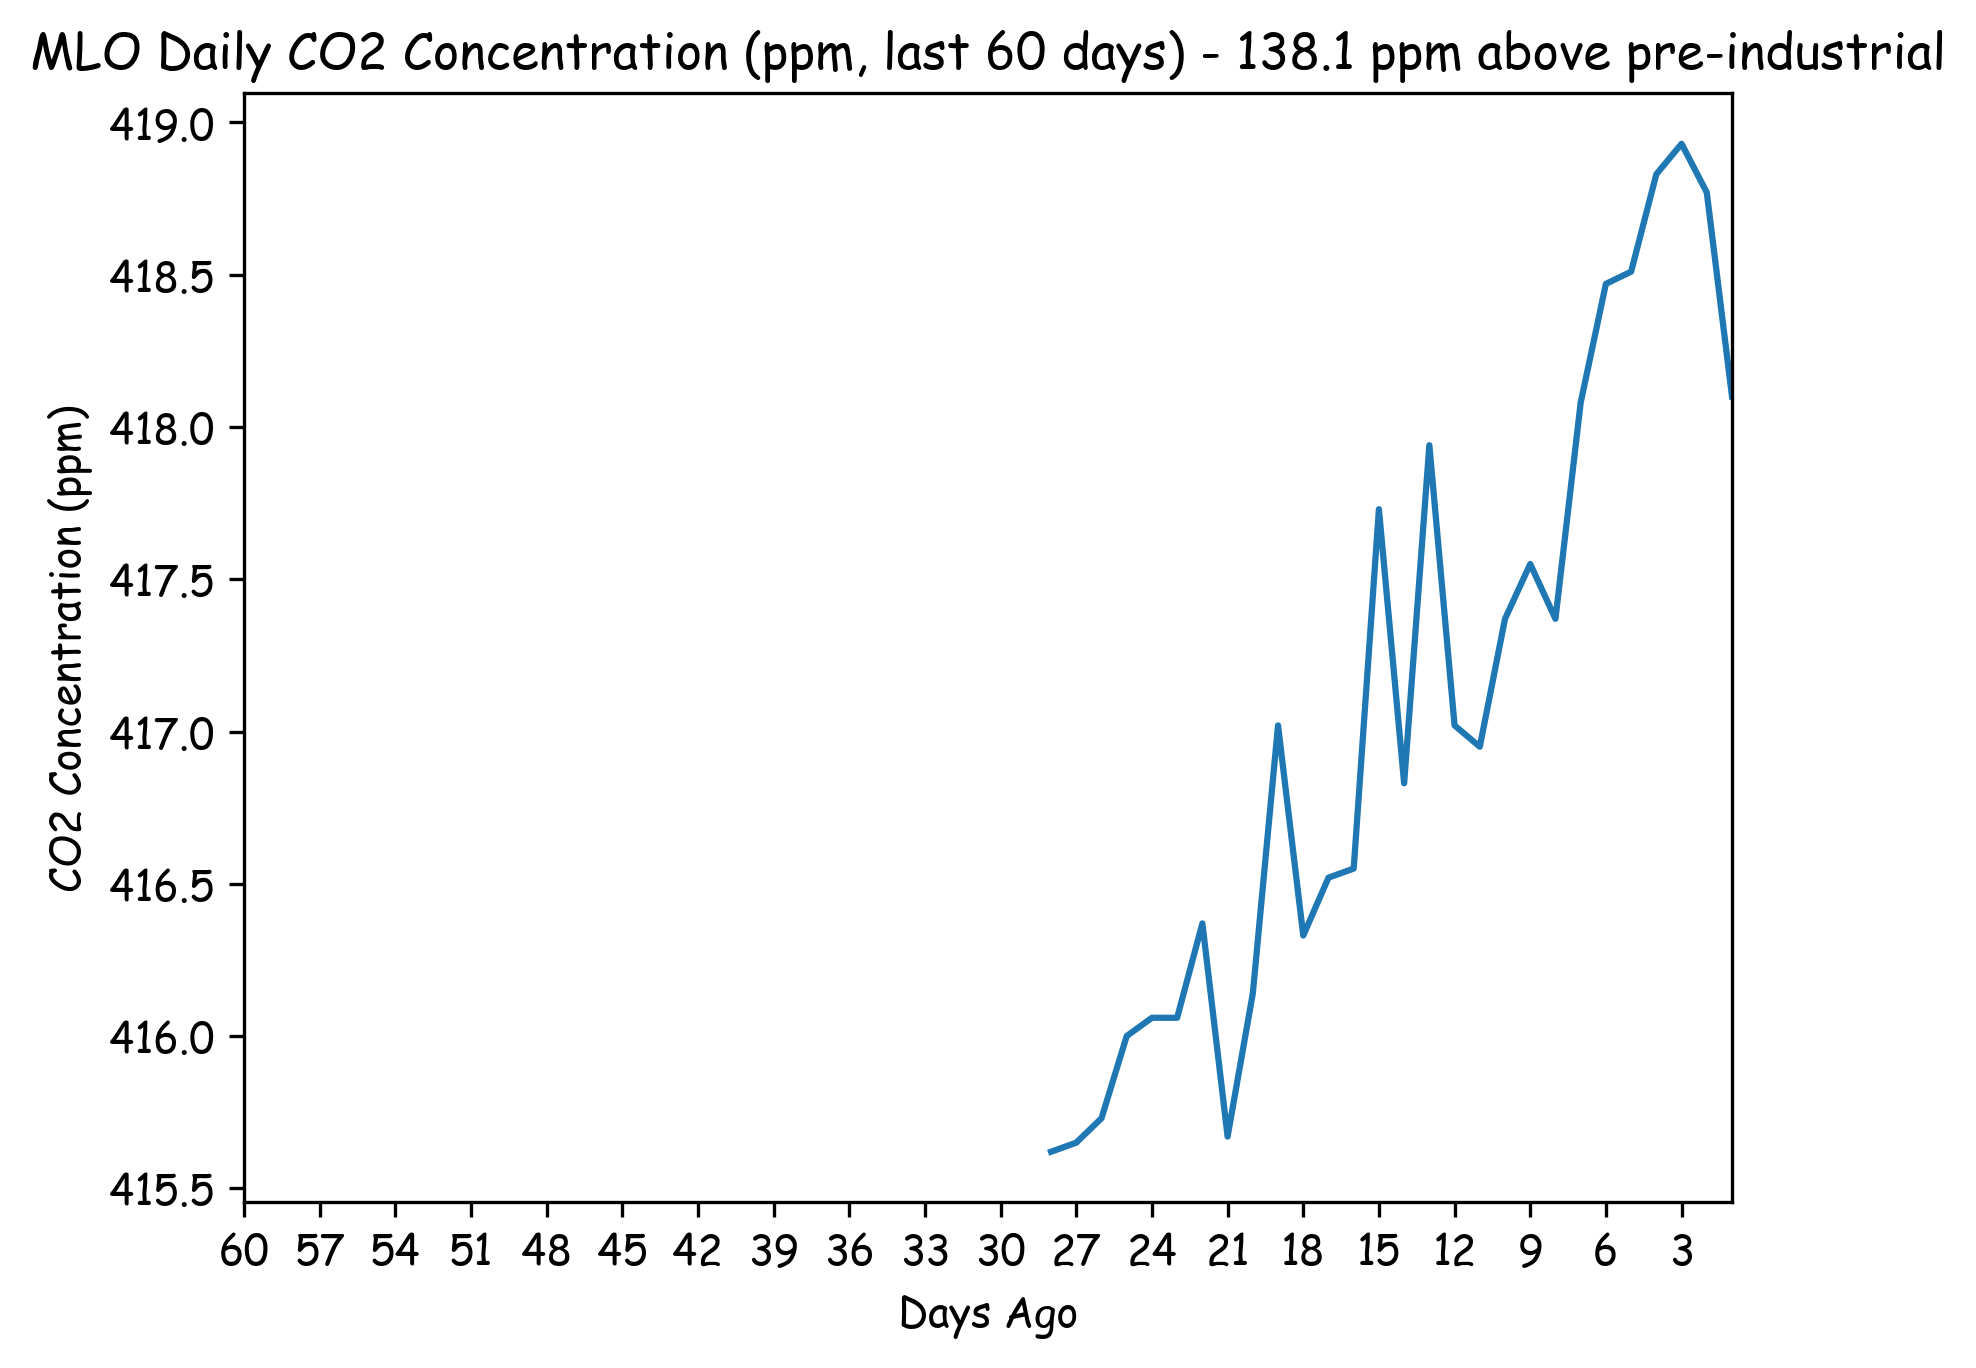 MLO Daily CO2 Concentration (ppm, last 60 days) - 138.1 ppm above pre-industrial
419.0
418.5
418.0
417.5
417.0
416.5
416.0
415.5
CO2 Concentration (ppm)
60 57 54 51 48 45 42 39 36 33 30 27 24 21 18 15 12 9 6 3
Days Ago